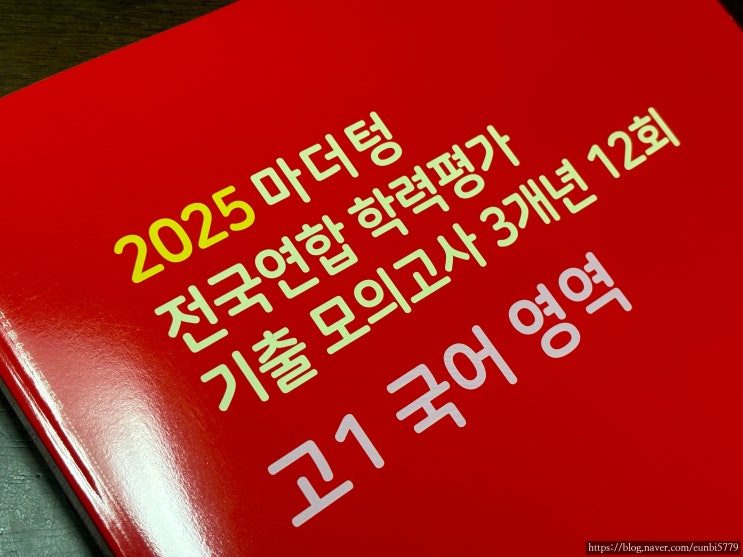 2025 마더텅
전국연합 학력평가
기출 모의고사 3개년 12회
고1 국어 영역
https://blog.naver.com/eunbi5779